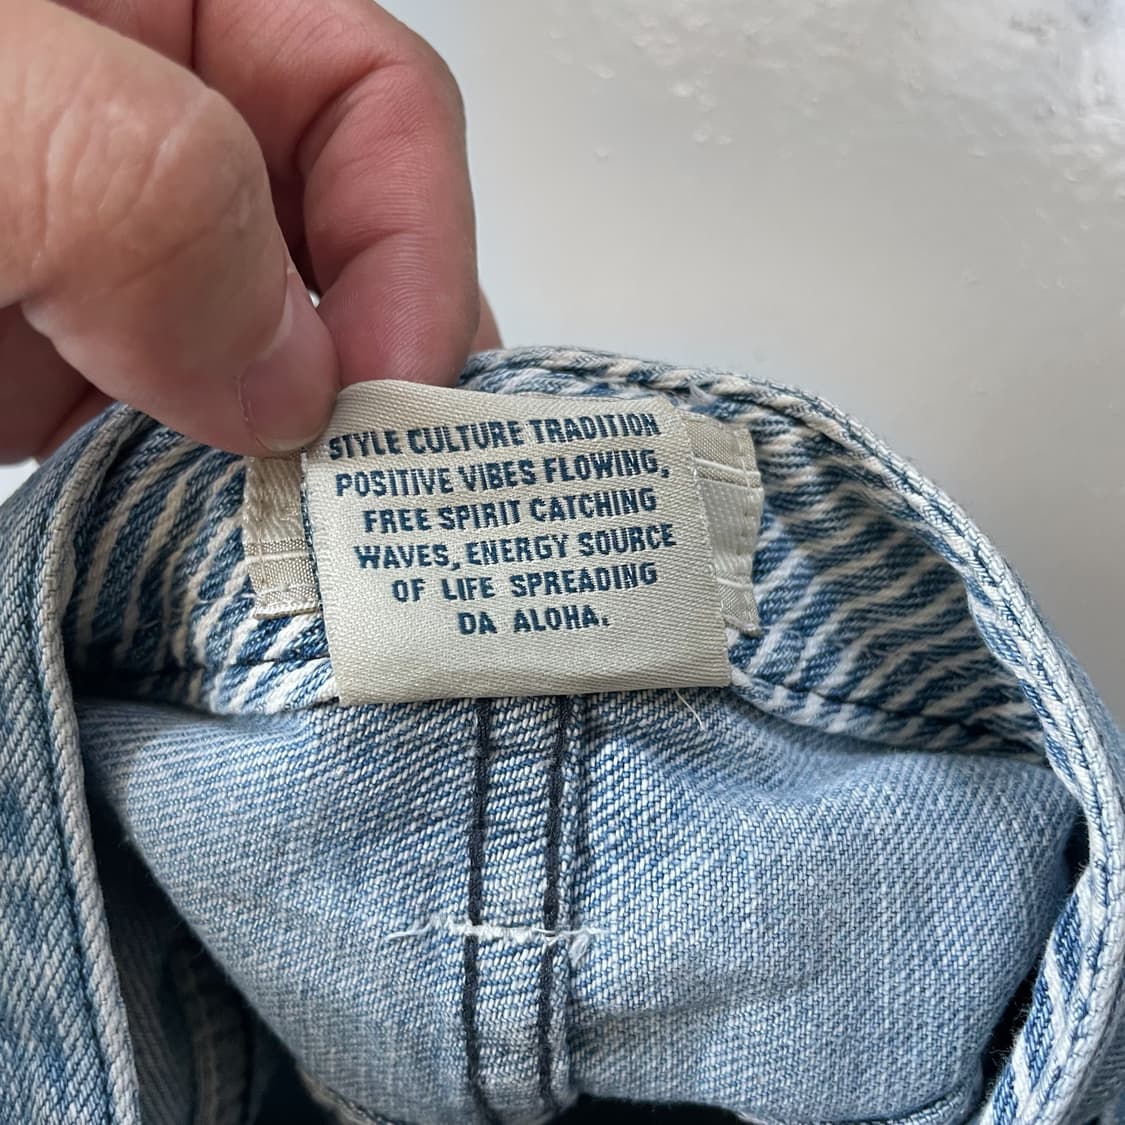 STYLE CULTURE TRADITION
POSITIVE VIBES FLOWING,
FREE SPIRIT CATCHING
WAVES, ENERGY SOURCE
OF LIFE SPREADING
DA ALOHA.